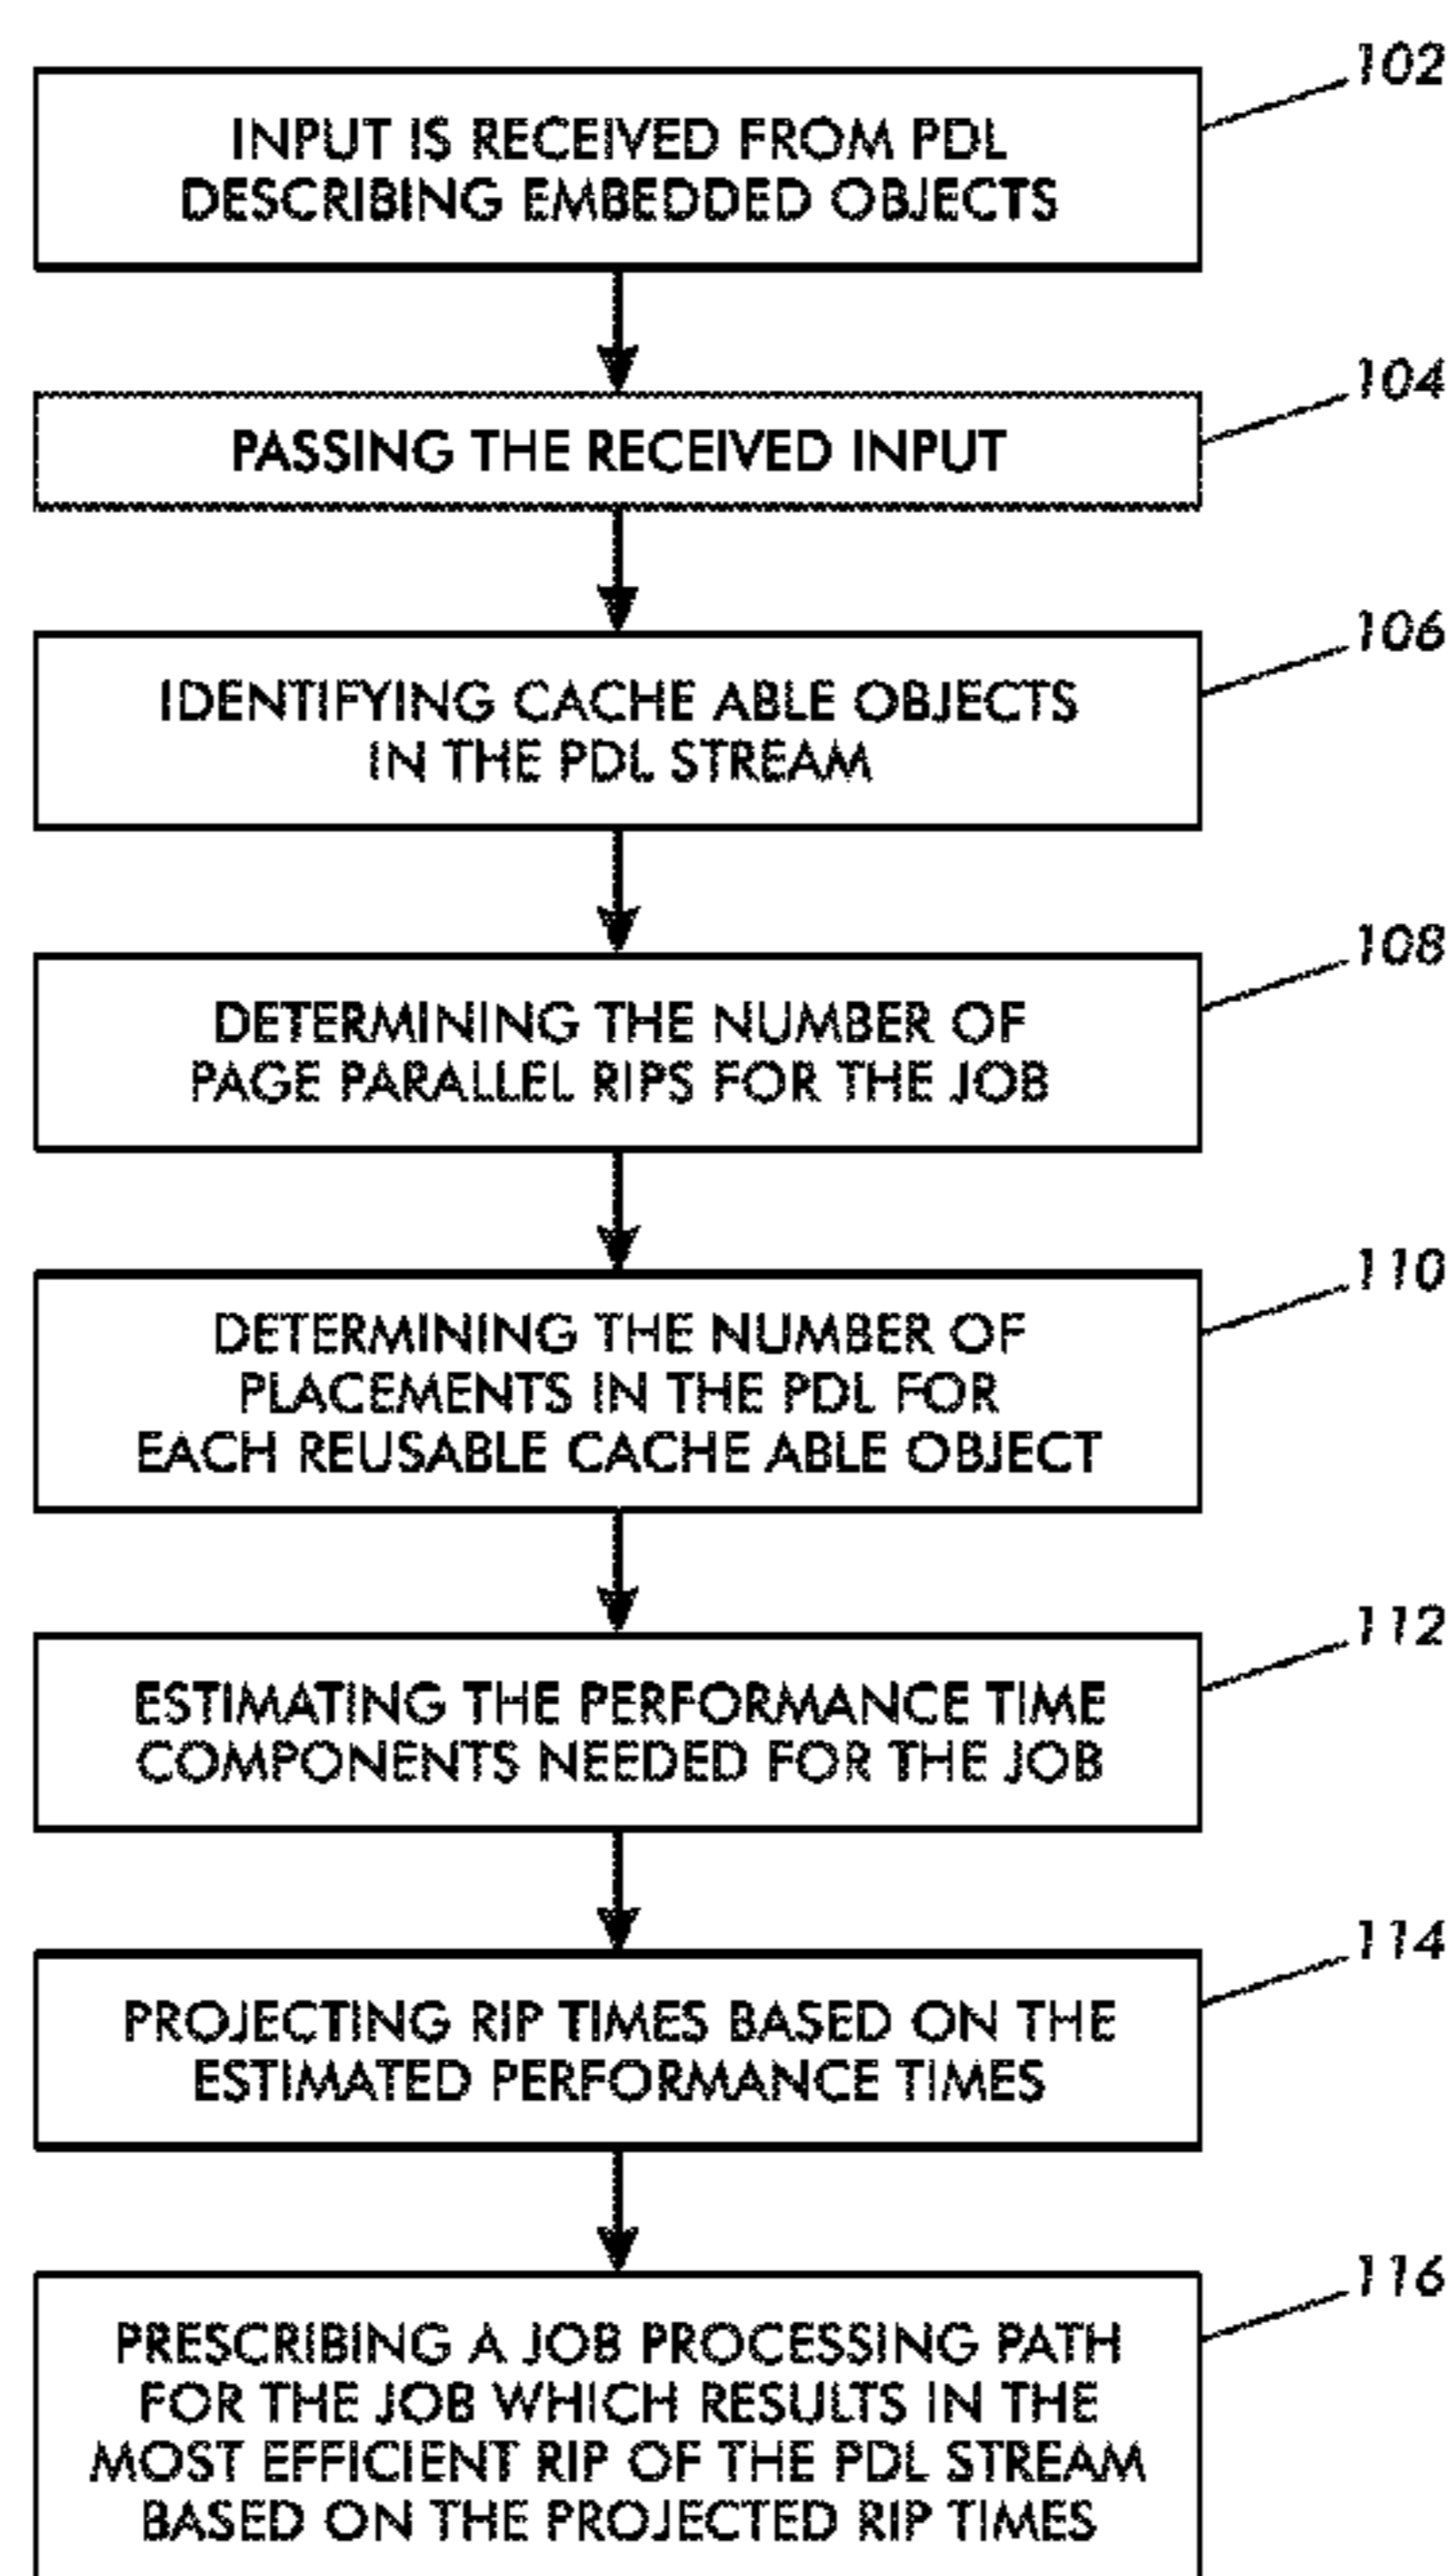 102
INPUT IS RECEIVED FROM PDL
DESCRIBING EMBEDDED OBJECTS
104
PASSING THE RECEIVED INPUT
106
IDENTIFYING CACHE ABLE OBJECTS
IN THE PDL STREAM
108
DETERMINING THE NUMBER OF
PAGE PARALLEL RIPS FOR THE JOB
110
DETERMINING THE NUMBER OF
PLACEMENTS IN THE PDL FOR
EACH REUSABLE CACHE ABLE OBJECT
112
ESTIMATING THE PERFORMANCE TIME
COMPONENTS NEEDED FOR THE JOB
114
PROJECTING RIP TIMES BASED ON THE
ESTIMATED PERFORMANCE TIMES
116
PRESCRIBING A JOB PROCESSING PATH
FOR THE JOB WHICH RESULTS IN THE
MOST EFFICIENT RIP OF THE PDL STREAM
BASED ON THE PROJECTED RIP TIMES